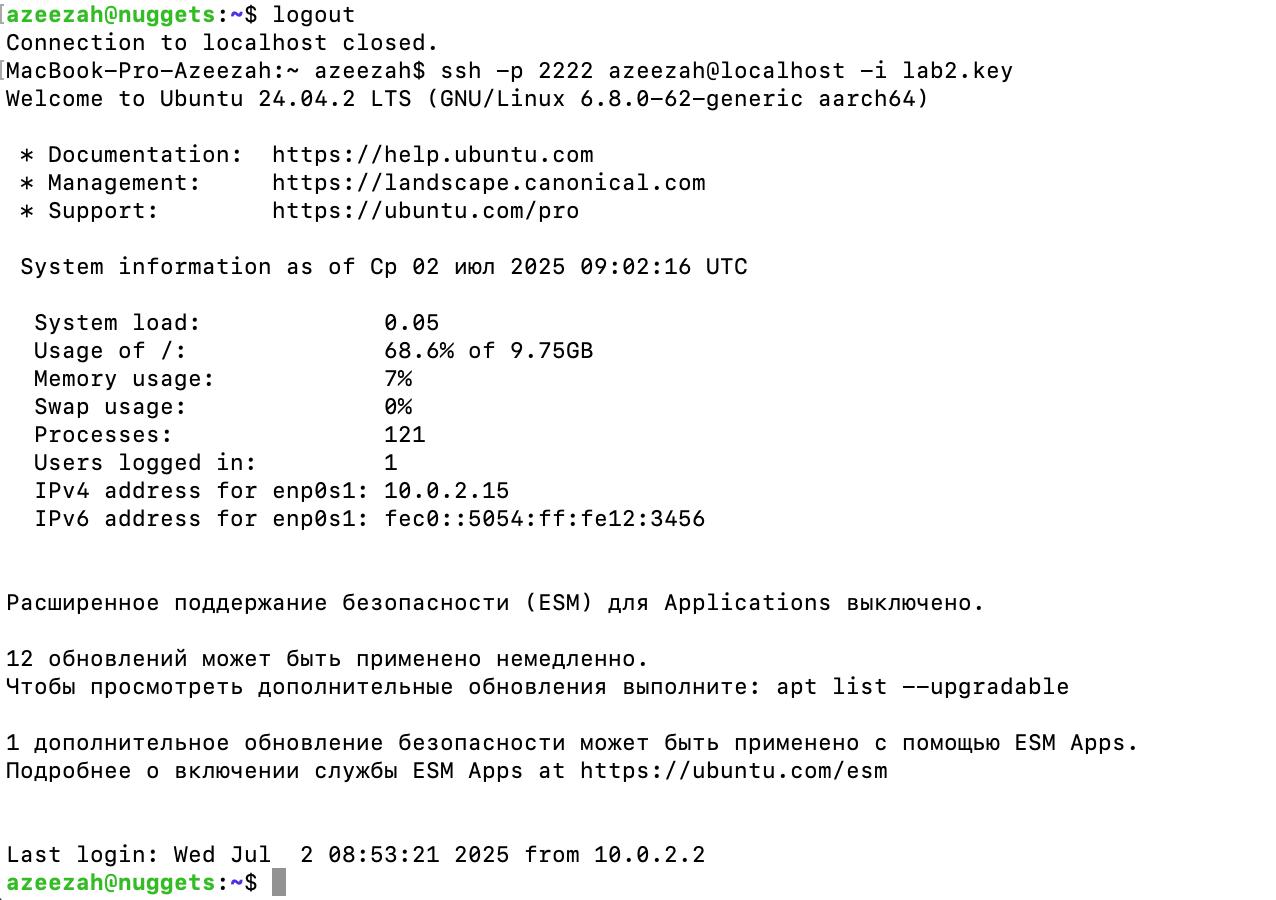 [azeezah@nuggets:~$ logout
Connection to localhost closed.
[MacBook-Pro-Azeezah:~ azeezah$ ssh -p 2222 azeezah@localhost -i lab2.key
Welcome to Ubuntu 24.04.2 LTS (GNU/Linux 6.8.0-62-generic aarch64)
* Documentation:  https://help.ubuntu.com
* Management:     https://landscape.canonical.com
* Support:        https://ubuntu.com/pro
System information as of Ср 02 июл 2025 09:02:16 UTC
System load:             0.05
Usage of /:              68.6% of 9.75GB
Memory usage:            7%
Swap usage:              0%
Processes:               121
Users logged in:         1
IPv4 address for enp0s1: 10.0.2.15
IPv6 address for enp0s1: fec0::5054:ff:fe12:3456
Расширенное поддержание безопасности (ESM) для Applications выключено.
12 обновлений может быть применено немедленно.
Чтобы просмотреть дополнительные обновления выполните: apt list --upgradable
1 дополнительное обновление безопасности может быть применено с помощью ESM Apps.
Подробнее о включении службы ESM Apps at https://ubuntu.com/esm
Last login: Wed Jul  2 08:53:21 2025 from 10.0.2.2
azeezah@nuggets:~$